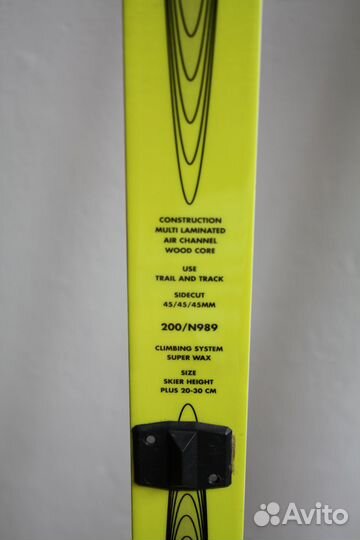 CONSTRUCTION
MULTI LAMINATED
AIR CHANNEL
WOOD CORE
USE
TRAIL AND TRACK
SIDECUT
45/45/45MM
200/N989
CLIMBING SYSTEM
SUPER WAX
SIZE
SKIER HEIGHT
PLUS 20-30 CM
Avito